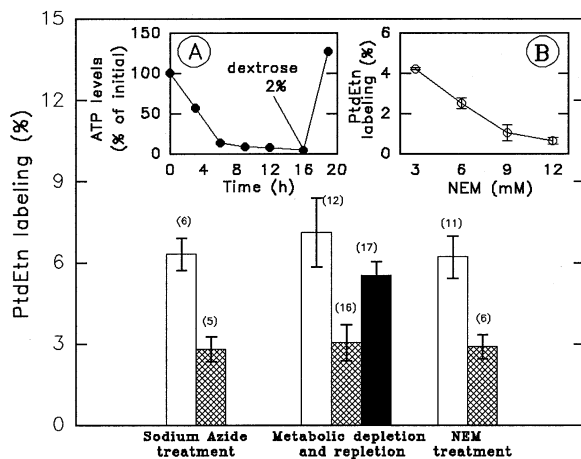 15
12
9
6
3
0
PtdEtn labeling (%)
A
150
100
50
0
ATP levels
(% of initial)
dextrose
2%
0 4 8 12 16 20
Time (h)
B
6
4
2
0
PtdEtn
labeling (%)
3 6 9 12
NEM (mM)
(6)
(5)
(12)
(16)
(17)
(11)
(6)
Sodium Azide
treatment
Metabolic depletion
and repletion
NEM
treatment